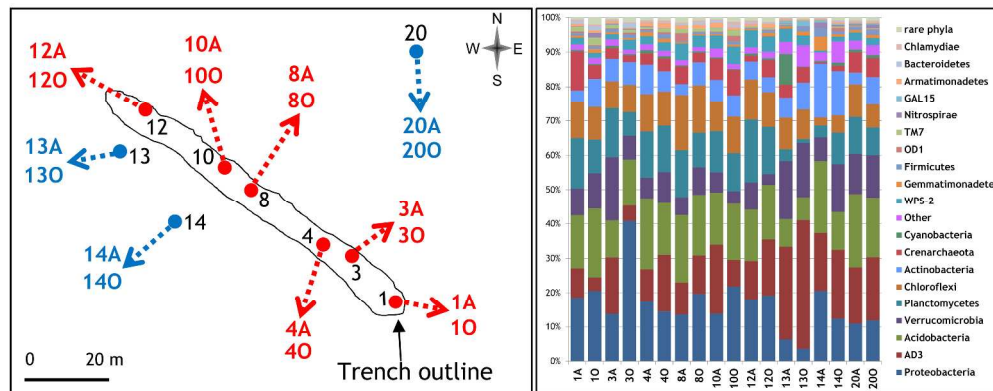 12A
12O
10A
10O
8A
8O
20
N
W E
S
20A
20O
12
13A
13O
13
10
8
14
14A
14O
4
3A
3O
3
4A
4O
1
1A
1O
0 20 m
Trench outline
100%
90%
80%
70%
60%
50%
40%
30%
20%
10%
0%
1A 1O 3A 3O 4A 4O 8A 8O 10A 10O 12A 12O 13A 13O 14A 14O 20A 20O
rare phyla
Chlamydiae
Bacteroidetes
Armatimonadetes
GAL15
Nitrospirae
TM7
OD1
Firmicutes
Gemmatimonadete
WPS-2
Other
Cyanobacteria
Crenarchaeota
Actinobacteria
Chloroflexi
Planctomycetes
Verrucomicrobia
Acidobacteria
AD3
Proteobacteria